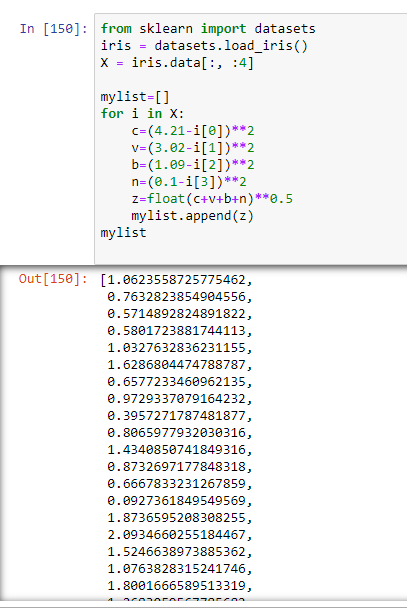 In [150]: from sklearn import datasets
iris = datasets.load_iris()
X = iris.data[:, :4]
mylist=[]
for i in X:
c=(4.21-i[0])**2
v=(3.02-i[1])**2
b=(1.09-i[2])**2
n=(0.1-i[3])**2
z=float(c+v+b+n)**0.5
mylist.append(z)
mylist
Out[150]: [1.0623558725775462,
0.7632823854904556,
0.5714892824891822,
0.5801723881744113,
1.0327632836231155,
1.6286804474788787,
0.6577233460962135,
0.9729337079164232,
0.3957271787481877,
0.8065977932030316,
1.4340850741849316,
0.8732697177848318,
0.6667833231267859,
0.0927361849549569,
1.8736595208308255,
2.0934660255184467,
1.5246638973885362,
1.0763828315241746,
1.8001666589513319,